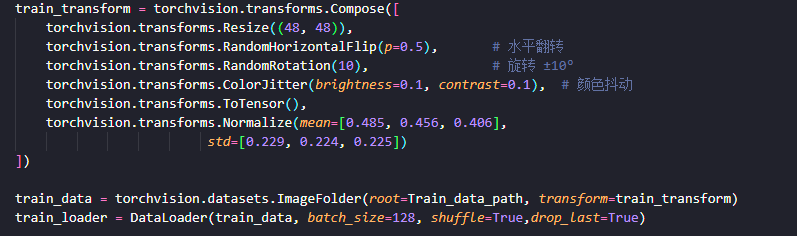 train_transform = torchvision.transforms.Compose([
    torchvision.transforms.Resize((48, 48)),
    torchvision.transforms.RandomHorizontalFlip(p=0.5),       # 水平翻转
    torchvision.transforms.RandomRotation(10),                # 旋转 ±10°
    torchvision.transforms.ColorJitter(brightness=0.1, contrast=0.1),  # 颜色抖动
    torchvision.transforms.ToTensor(),
    torchvision.transforms.Normalize(mean=[0.485, 0.456, 0.406],
                         std=[0.229, 0.224, 0.225])
])
train_data = torchvision.datasets.ImageFolder(root=Train_data_path, transform=train_transform)
train_loader = DataLoader(train_data, batch_size=128, shuffle=True,drop_last=True)